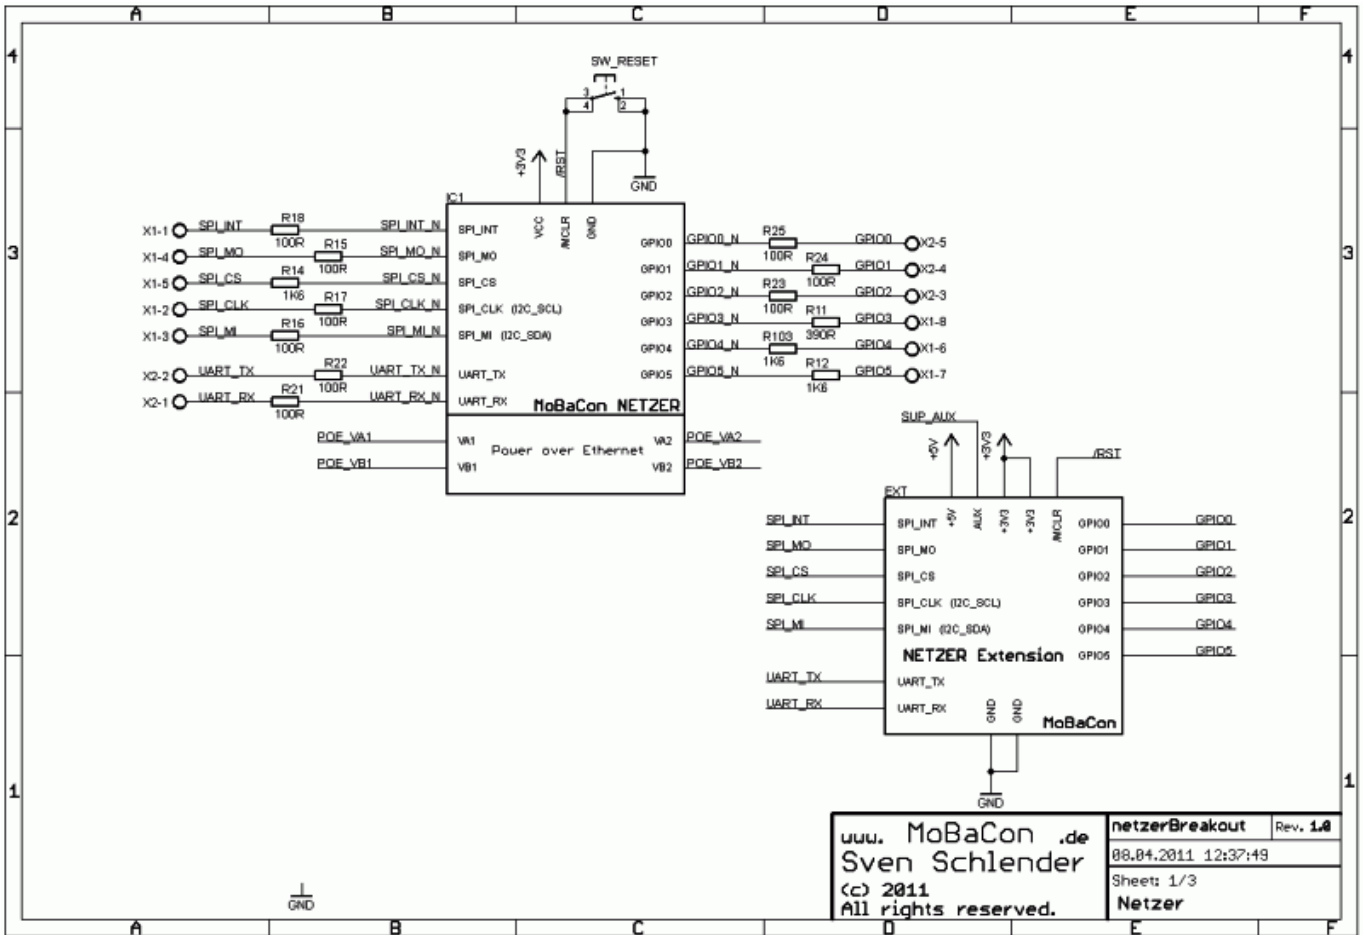 A B C D E F
4 4
SW_RESET
3 1
4 2
+3V3
/RST
GND
IC1
3 3
X1-1 SPI_INT R18 100R SPI_INT_N SPI_INT
X1-4 SPI_MO R15 100R SPI_MO_N SPI_MO
X1-5 SPI_CS R14 1K6 SPI_CS_N SPI_CS
X1-2 SPI_CLK R17 100R SPI_CLK_N SPI_CLK (I2C_SCL)
X1-3 SPI_MI R16 100R SPI_MI_N SPI_MI (I2C_SDA)
X2-2 UART_TX R22 100R UART_TX_N UART_TX
X2-1 UART_RX R21 100R UART_RX_N UART_RX
VCC
/MCLR
GND
GPIO0 GPIO0_N R25 100R GPIO0 X2-5
GPIO1 GPIO1_N R24 100R GPIO1 X2-4
GPIO2 GPIO2_N R23 100R GPIO2 X2-3
GPIO3 GPIO3_N R11 390R GPIO3 X1-8
GPIO4 GPIO4_N R103 1K6 GPIO4 X1-6
GPIO5 GPIO5_N R12 1K6 GPIO5 X1-7
MoBaCon NETZER
POE_VA1 VA1 VA2 POE_VA2
Power over Ethernet
POE_VB1 VB1 VB2 POE_VB2
SUP_AUX
+5V
+3V3
/RST
EXT
2 2
+5V
AUX
+3V3
+3V3
/MCLR
SPI_INT SPI_INT GPIO0 GPIO0
SPI_MO SPI_MO GPIO1 GPIO1
SPI_CS SPI_CS GPIO2 GPIO2
SPI_CLK SPI_CLK (I2C_SCL) GPIO3 GPIO3
SPI_MI SPI_MI (I2C_SDA) GPIO4 GPIO4
NETZER Extension GPIO5 GPIO5
UART_TX UART_TX
UART_RX UART_RX
GND
GND
MoBaCon
1 1
GND
GND
www. MoBaCon .de
Sven Schlender
(c) 2011
All rights reserved.
netzerBreakout Rev. 1.0
08.04.2011 12:37:49
Sheet: 1/3
Netzer
A B C D E F